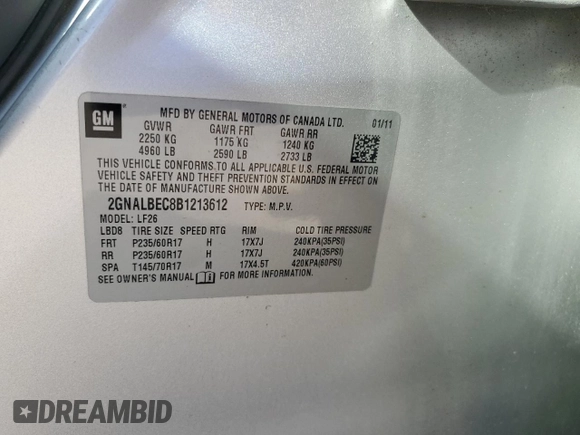 GM
MFD BY GENERAL MOTORS OF CANADA LTD.
01/11
GVWR GAWR FRT GAWR RR
2250 KG 1175 KG 1240 KG
4960 LB 2590 LB 2733 LB
THIS VEHICLE CONFORMS TO ALL APPLICABLE U.S. FEDERAL MOTOR
VEHICLE SAFETY AND THEFT PREVENTION STANDARDS IN EFFECT ON
THE DATE OF MANUFACTURE SHOWN ABOVE.
2GNALBEC8B1213612 TYPE: M.P.V.
MODEL: LF26
LBD8 TIRE SIZE SPEED RTG RIM COLD TIRE PRESSURE
FRT P235/60R17 H 17X7J 240KPA(35PSI)
RR P235/60R17 H 17X7J 240KPA(35PSI)
SPA T145/70R17 M 17X4.5T 420KPA(60PSI)
SEE OWNER'S MANUAL FOR MORE INFORMATION.
DREAMBID